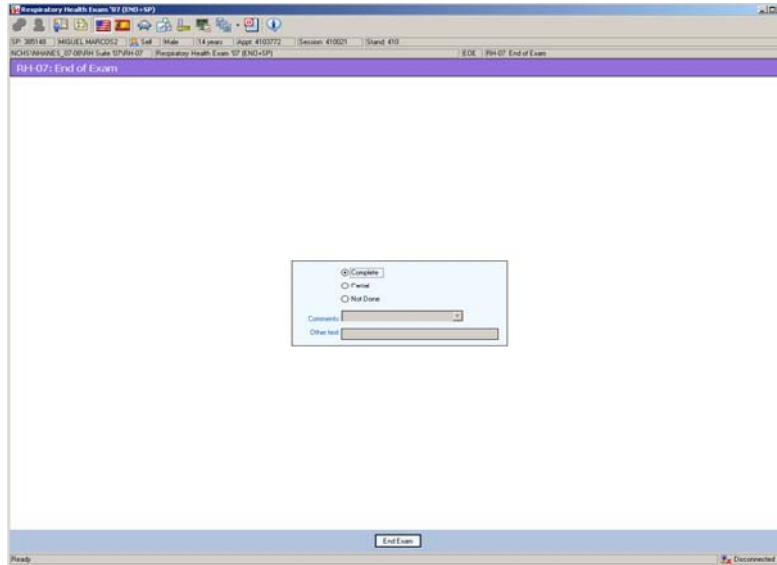 Respiratory Health Exam '07 (ENO+SP)
SP: 385148 MIGUEL MARCOS2 Self Male 14 years Appt: 4103772 Session: 410021 Stand: 410
NCHS\NHANES_07-08\RH Suite '07\RH-07 Respiratory Health Exam '07 (ENO+SP) EOE RH-07: End of Exam
RH-07: End of Exam
Complete
Partial
Not Done
Comments:
Other text:
End Exam
Ready Disconnected